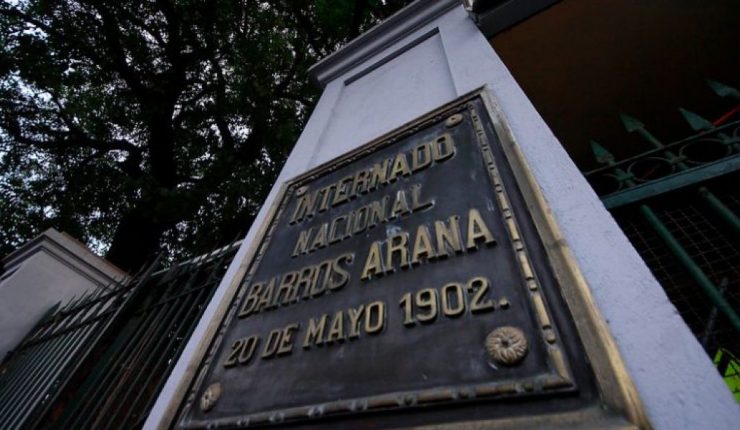 INTERNADO
NACIONAL
BARROS ARANA
20 DE MAYO 1902.